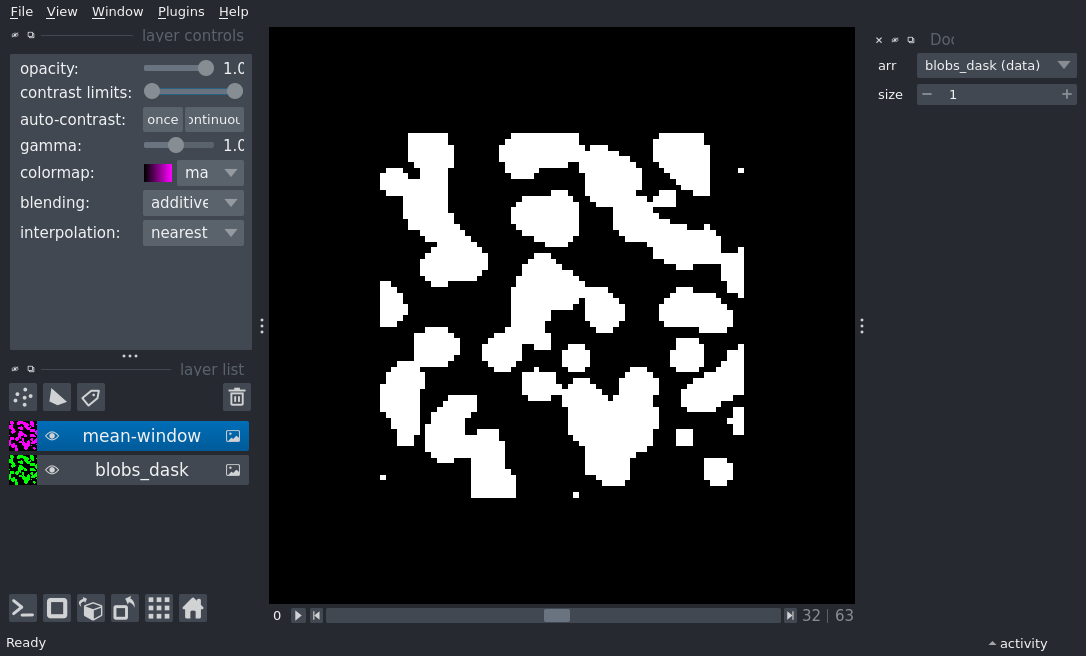 File View Window Plugins Help
layer controls
opacity: 1.0
contrast limits:
auto-contrast: once ontinuou
gamma: 1.0
colormap: ma
blending: additive
interpolation: nearest
layer list
mean-window
blobs_dask
Ready
0 32 | 63
Doc
arr blobs_dask (data)
size 1
activity